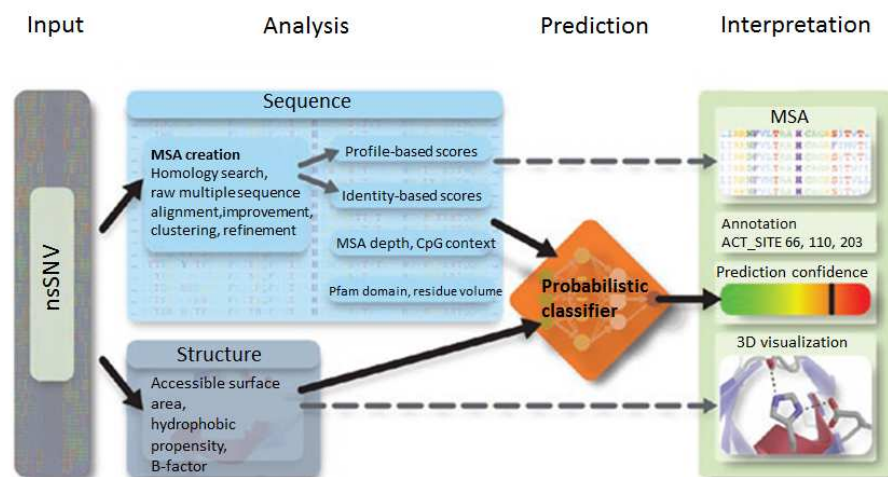 Input
Analysis
Prediction
Interpretation
nsSNV
Sequence
MSA creation
Homology search,
raw multiple sequence
alignment,improvement,
clustering, refinement
Profile-based scores
Identity-based scores
MSA depth, CpG context
Pfam domain, residue volume
Structure
Accessible surface
area,
hydrophobic
propensity,
B-factor
Probabilistic
classifier
MSA
Annotation
ACT_SITE 66, 110, 203
Prediction confidence
3D visualization